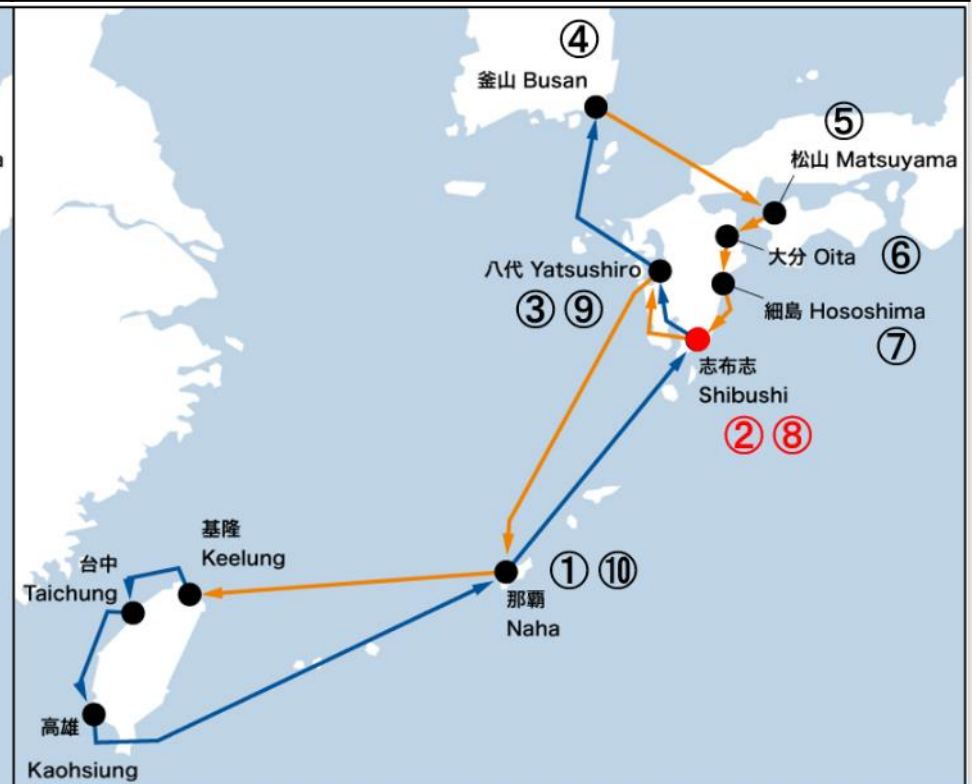 ④
釜山 Busan
⑤
松山 Matsuyama
a
大分 Oita ⑥
八代 Yatsushiro
③ ⑨
細島 Hososhima
⑦
志布志
Shibushi
② ⑧
基隆
Keelung
台中
Taichung
① ⑩
那覇
Naha
高雄
Kaohsiung